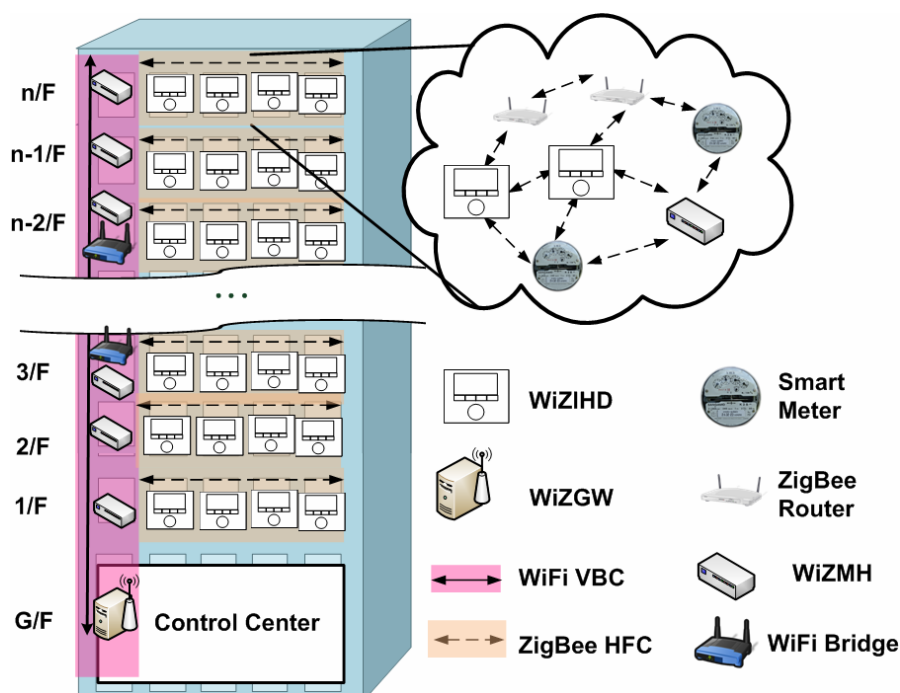 n/F
n-1/F
n-2/F
...
3/F
2/F
1/F
G/F
Control Center
WiZIHD
Smart
Meter
WiZGW
ZigBee
Router
WiFi VBC
WiZMH
ZigBee HFC
WiFi Bridge